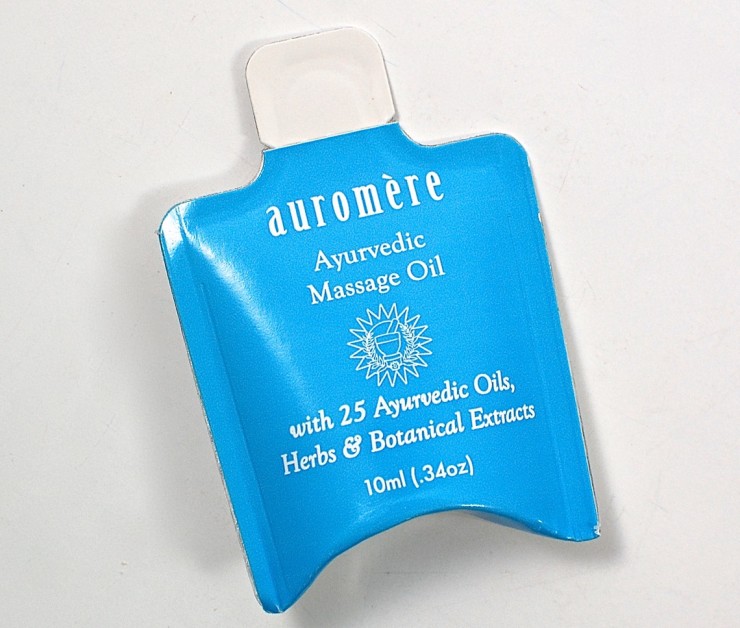 auromère
Ayurvedic
Massage Oil
with 25 Ayurvedic Oils,
Herbs & Botanical Extracts
10ml (.34oz)